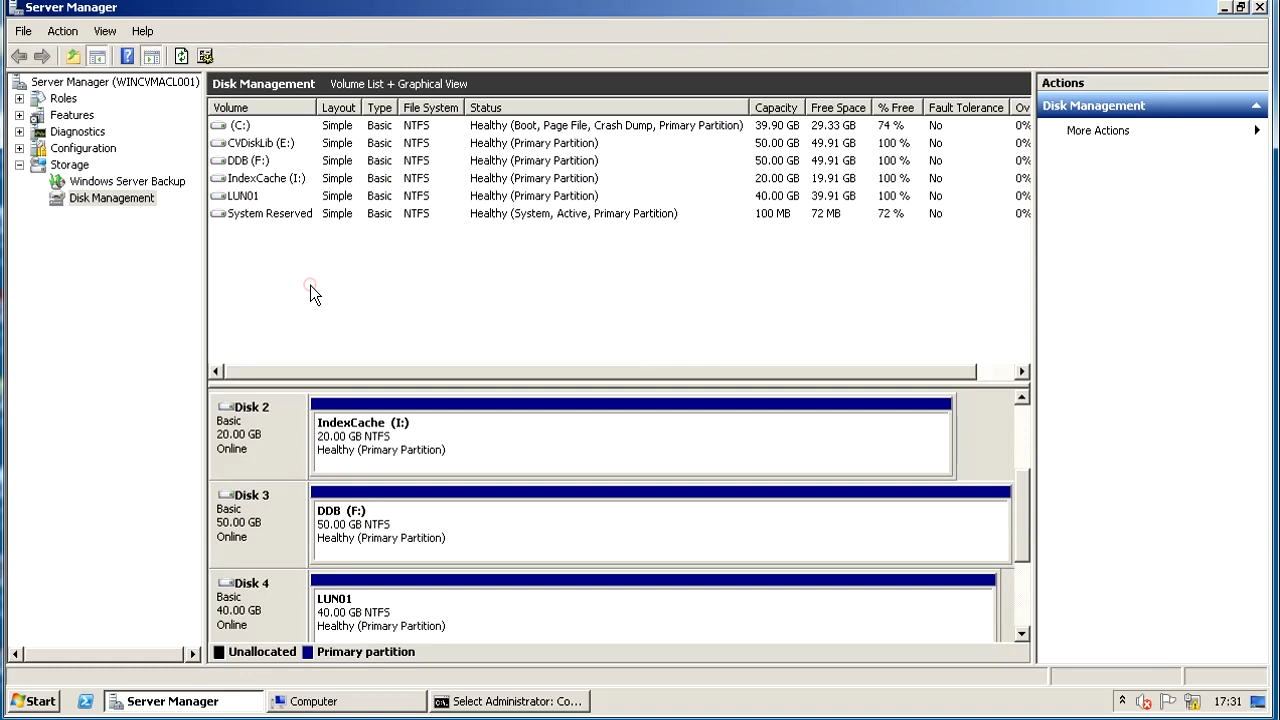 Server Manager
File Action View Help
Server Manager (WINCVMACL001)
Roles
Features
Diagnostics
Configuration
Storage
Windows Server Backup
Disk Management
Disk Management Volume List + Graphical View
Volume Layout Type File System Status Capacity Free Space % Free Fault Tolerance Ov
(C:) Simple Basic NTFS Healthy (Boot, Page File, Crash Dump, Primary Partition) 39.90 GB 29.33 GB 74 % No 0%
CVDiskLib (E:) Simple Basic NTFS Healthy (Primary Partition) 50.00 GB 49.91 GB 100 % No 0%
DDB (F:) Simple Basic NTFS Healthy (Primary Partition) 50.00 GB 49.91 GB 100 % No 0%
IndexCache (I:) Simple Basic NTFS Healthy (Primary Partition) 20.00 GB 19.91 GB 100 % No 0%
LUN01 Simple Basic NTFS Healthy (Primary Partition) 40.00 GB 39.91 GB 100 % No 0%
System Reserved Simple Basic NTFS Healthy (System, Active, Primary Partition) 100 MB 72 MB 72 % No 0%
Disk 2
Basic
20.00 GB
Online
IndexCache (I:)
20.00 GB NTFS
Healthy (Primary Partition)
Disk 3
Basic
50.00 GB
Online
DDB (F:)
50.00 GB NTFS
Healthy (Primary Partition)
Disk 4
Basic
40.00 GB
Online
LUN01
40.00 GB NTFS
Healthy (Primary Partition)
Unallocated Primary partition
Actions
Disk Management
More Actions
Start Server Manager Computer Select Administrator: Co... 17:31